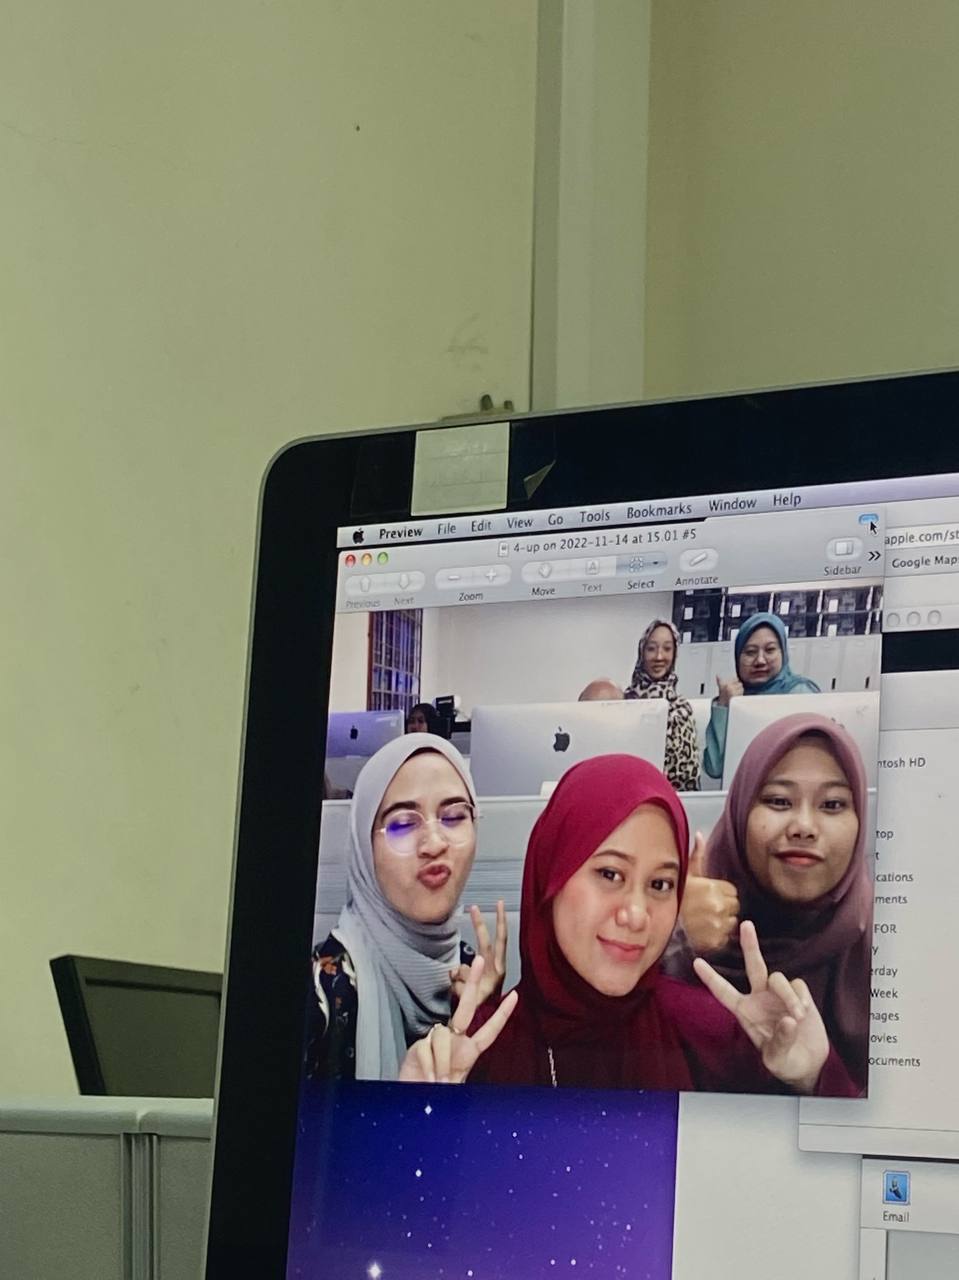 Preview File Edit View Go Tools Bookmarks Window Help
4-up on 2022-11-14 at 15.01 #5
Previous Next Zoom Move Text Select Annotate Sidebar
apple.com/st
Google Map
ntosh HD
top
t
cations
ments
FOR
y
erday
Week
mages
ovies
ocuments
Email